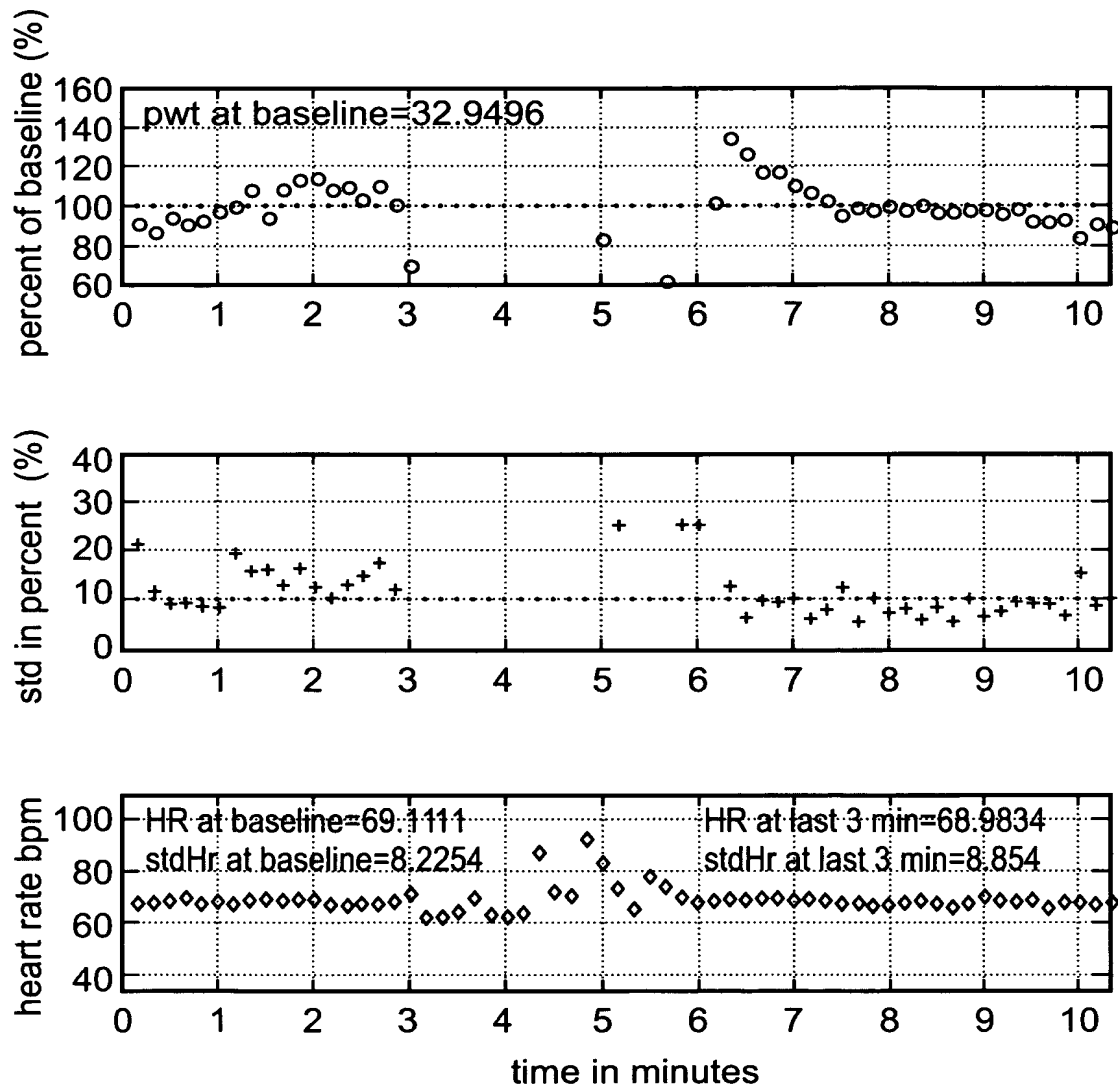 percent of baseline (%)
160
140
120
100
80
60
pwt at baseline=32.9496
0 1 2 3 4 5 6 7 8 9 10
std in percent (%)
40
30
20
10
0
0 1 2 3 4 5 6 7 8 9 10
heart rate bpm
100
80
60
40
HR at baseline=69.1111
stdHr at baseline=8.2254
HR at last 3 min=68.9834
stdHr at last 3 min=8.854
0 1 2 3 4 5 6 7 8 9 10
time in minutes